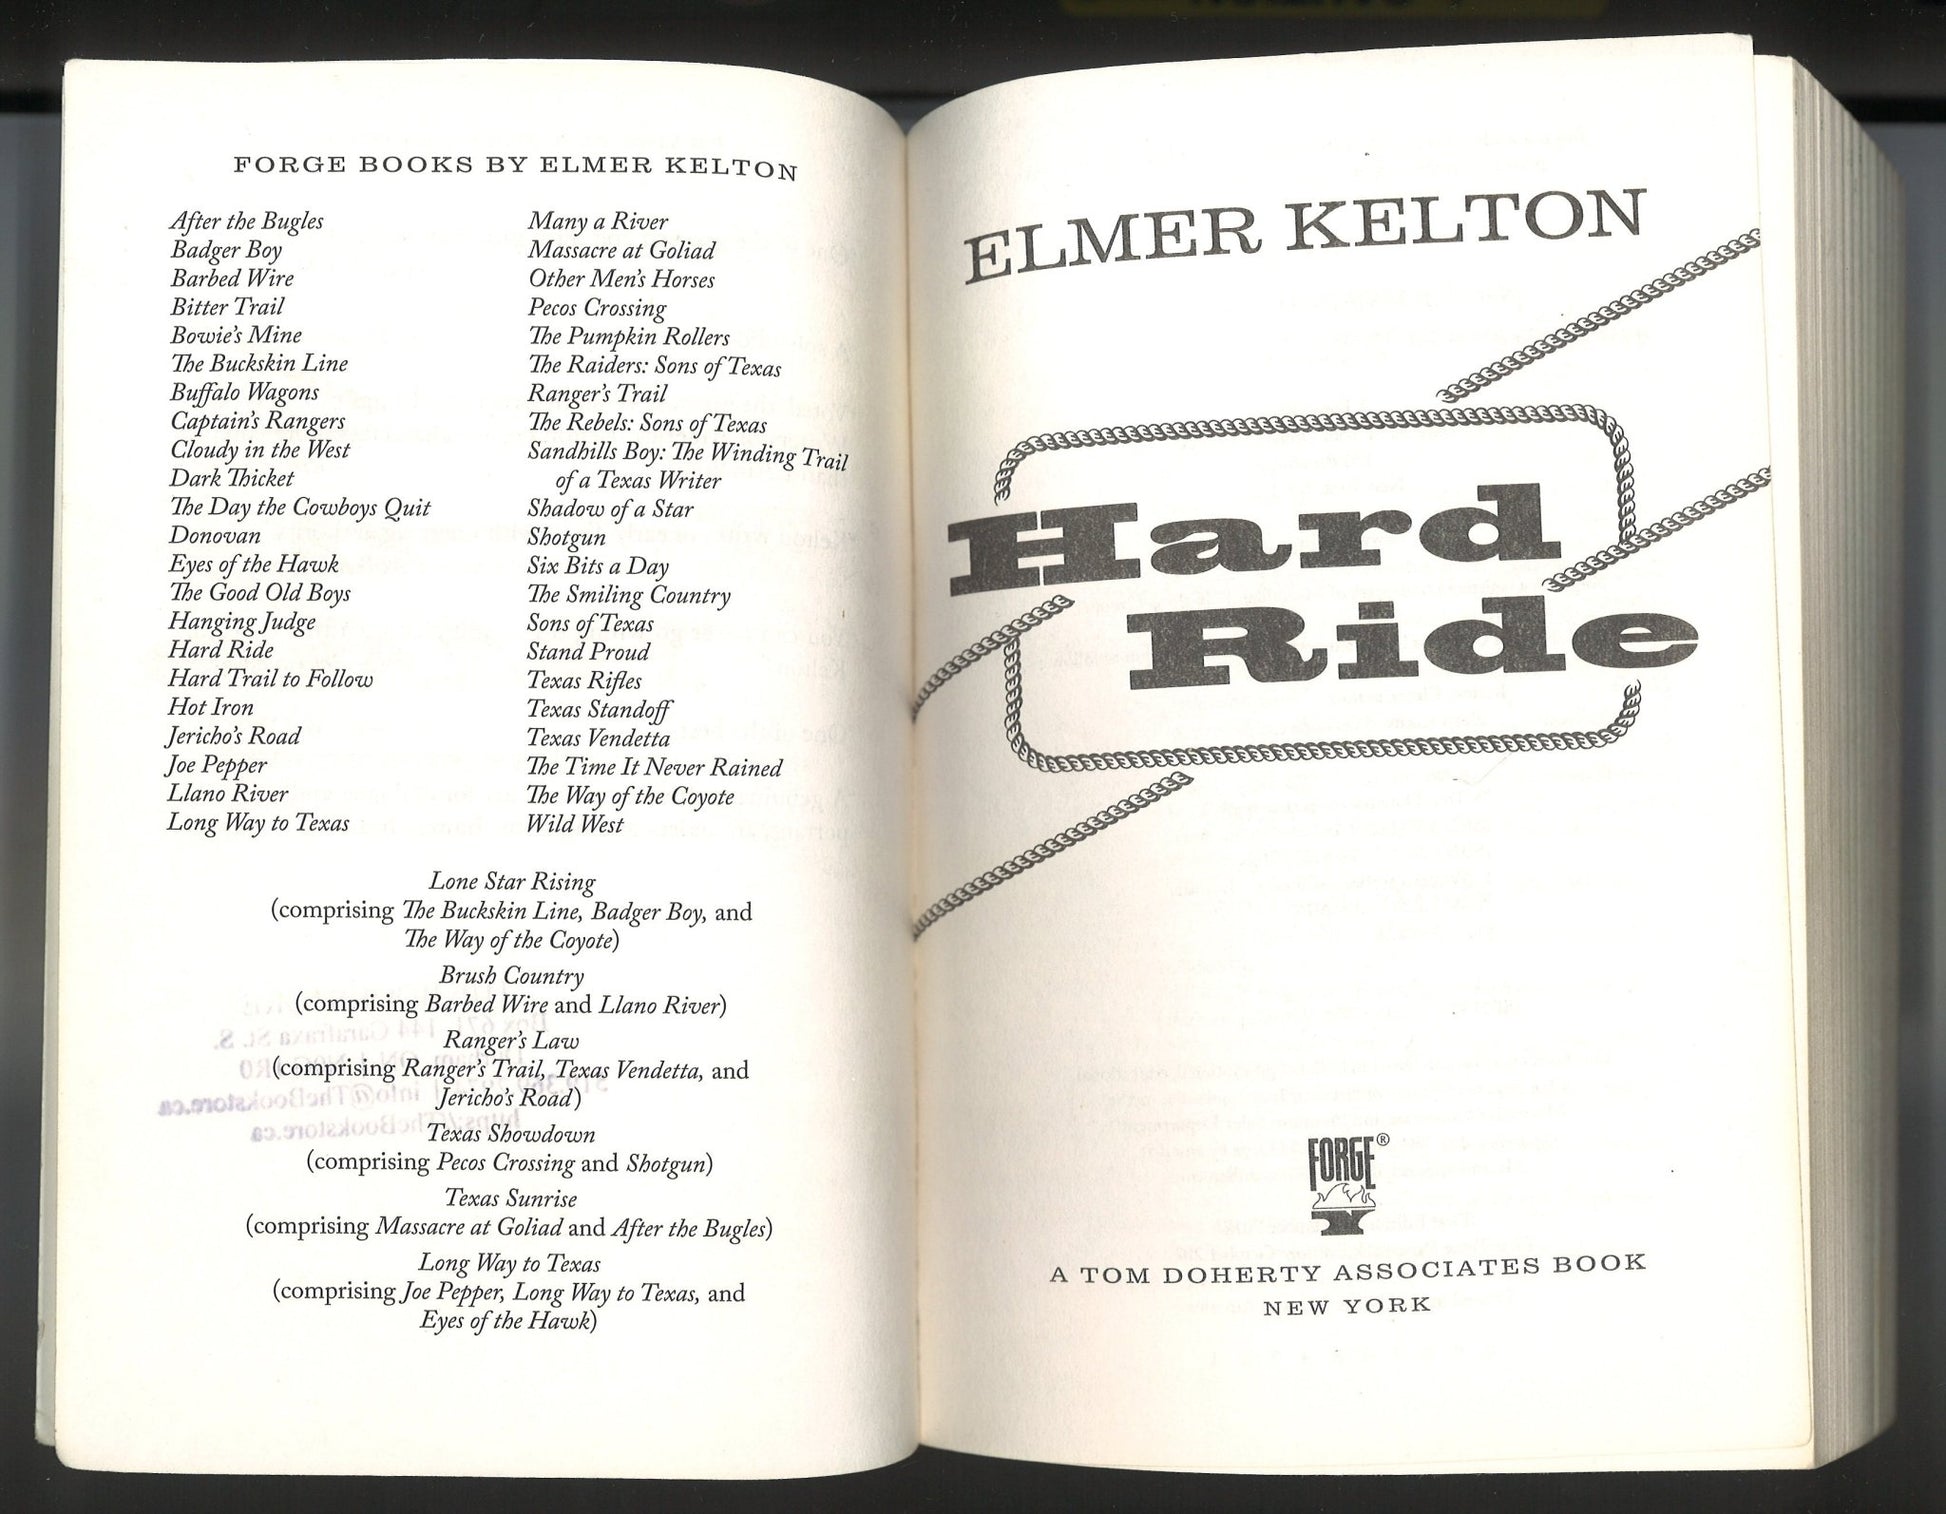 FORGE BOOKS BY ELMER KELTON
After the Bugles
Badger Boy
Barbed Wire
Bitter Trail
Bowie's Mine
The Buckskin Line
Buffalo Wagons
Captain's Rangers
Cloudy in the West
Dark Thicket
The Day the Cowboys Quit
Donovan
Eyes of the Hawk
The Good Old Boys
Hanging Judge
Hard Ride
Hard Trail to Follow
Hot Iron
Jericho's Road
Joe Pepper
Llano River
Long Way to Texas
Many a River
Massacre at Goliad
Other Men's Horses
Pecos Crossing
The Pumpkin Rollers
The Raiders: Sons of Texas
Ranger's Trail
The Rebels: Sons of Texas
Sandhills Boy: The Winding Trail
of a Texas Writer
Shadow of a Star
Shotgun
Six Bits a Day
The Smiling Country
Sons of Texas
Stand Proud
Texas Rifles
Texas Standoff
Texas Vendetta
The Time It Never Rained
The Way of the Coyote
Wild West
Lone Star Rising
(comprising The Buckskin Line, Badger Boy, and
The Way of the Coyote)
Brush Country
(comprising Barbed Wire and Llano River)
Ranger's Law
(comprising Ranger's Trail, Texas Vendetta, and
Jericho's Road)
Texas Showdown
(comprising Pecos Crossing and Shotgun)
Texas Sunrise
(comprising Massacre at Goliad and After the Bugles)
Long Way to Texas
(comprising Joe Pepper, Long Way to Texas, and
Eyes of the Hawk)
ELMER KELTON
Hard
Ride
FORGE®
A TOM DOHERTY ASSOCIATES BOOK
NEW YORK